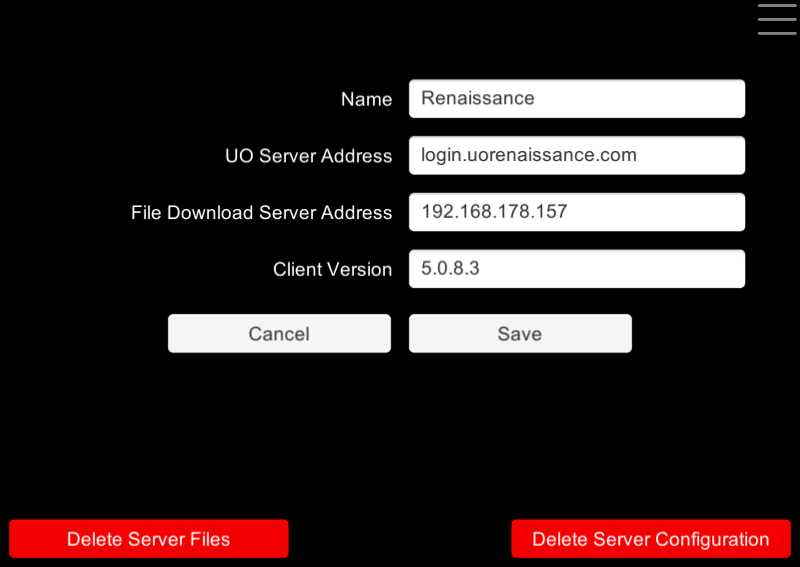 Name Renaissance
UO Server Address login.uorenaissance.com
File Download Server Address 192.168.178.157
Client Version 5.0.8.3
Cancel Save
Delete Server Files Delete Server Configuration